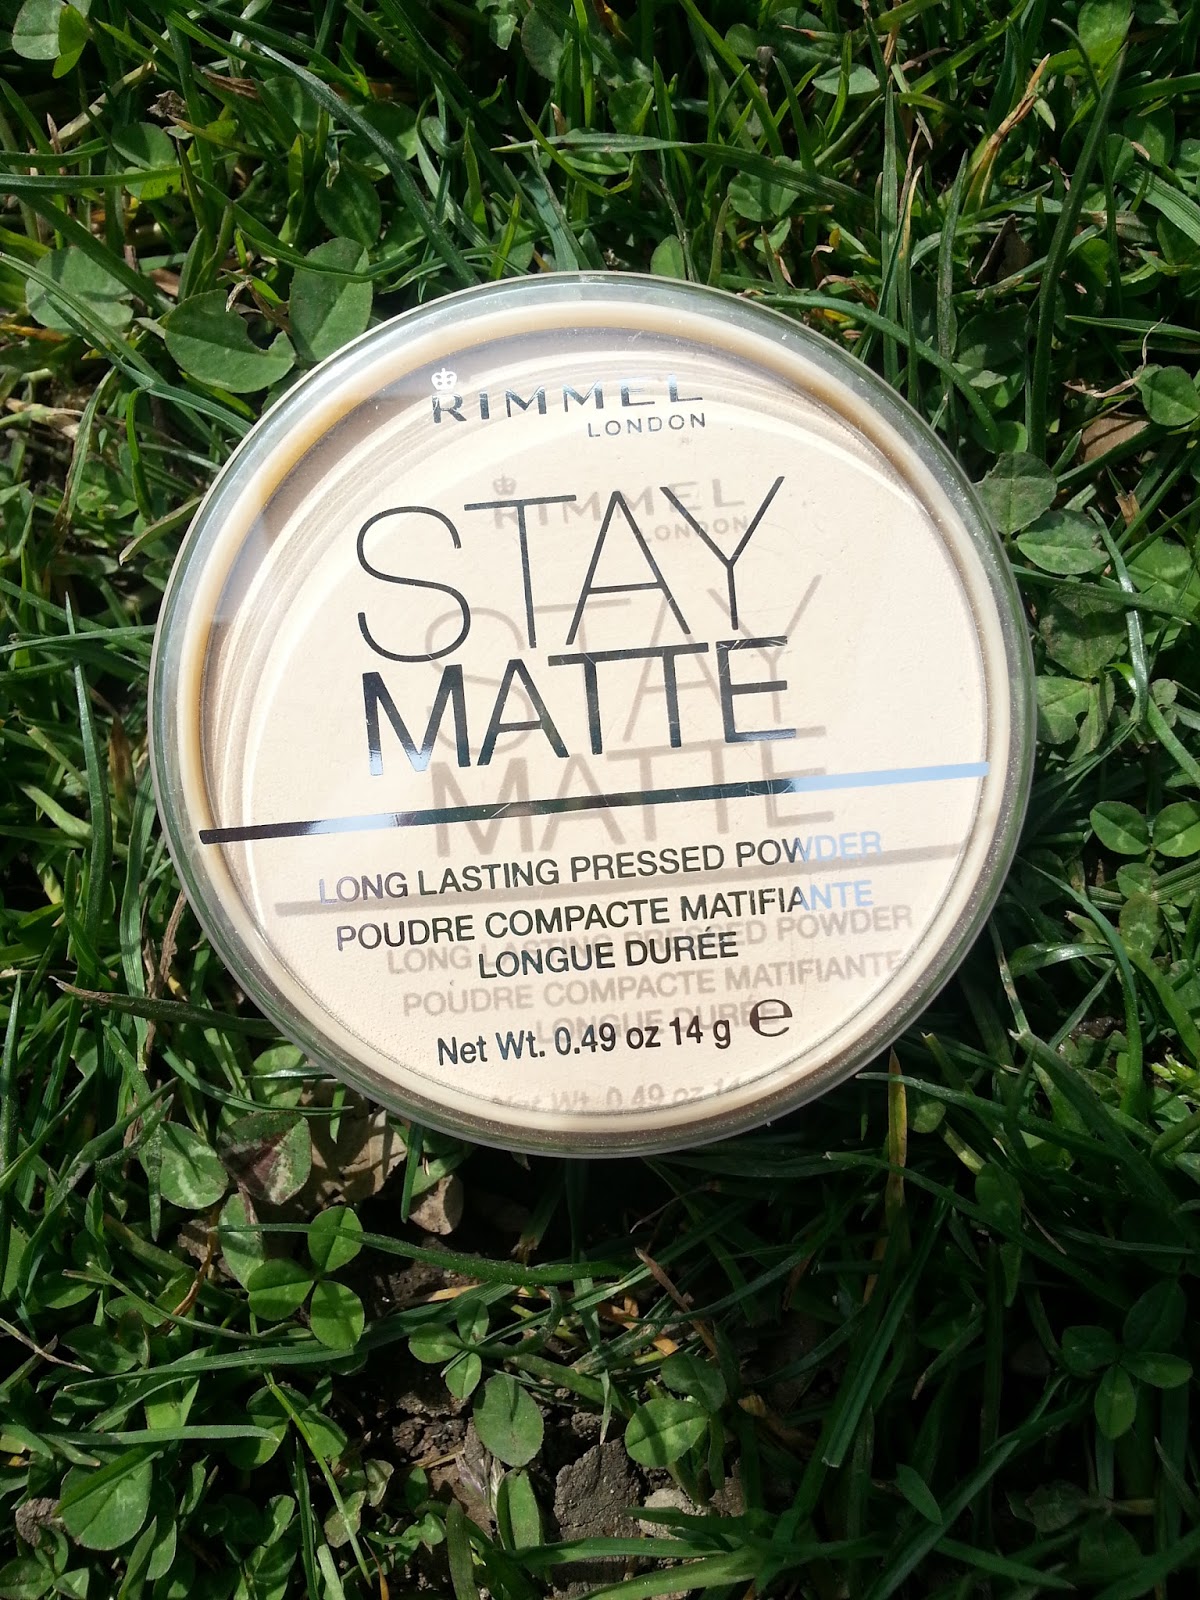 RIMMEL
LONDON
STAY
MATTE
LONG LASTING PRESSED POWDER
POUDRE COMPACTE MATIFIANTE
LONGUE DURÉE
Net Wt. 0.49 oz 14 g ℮